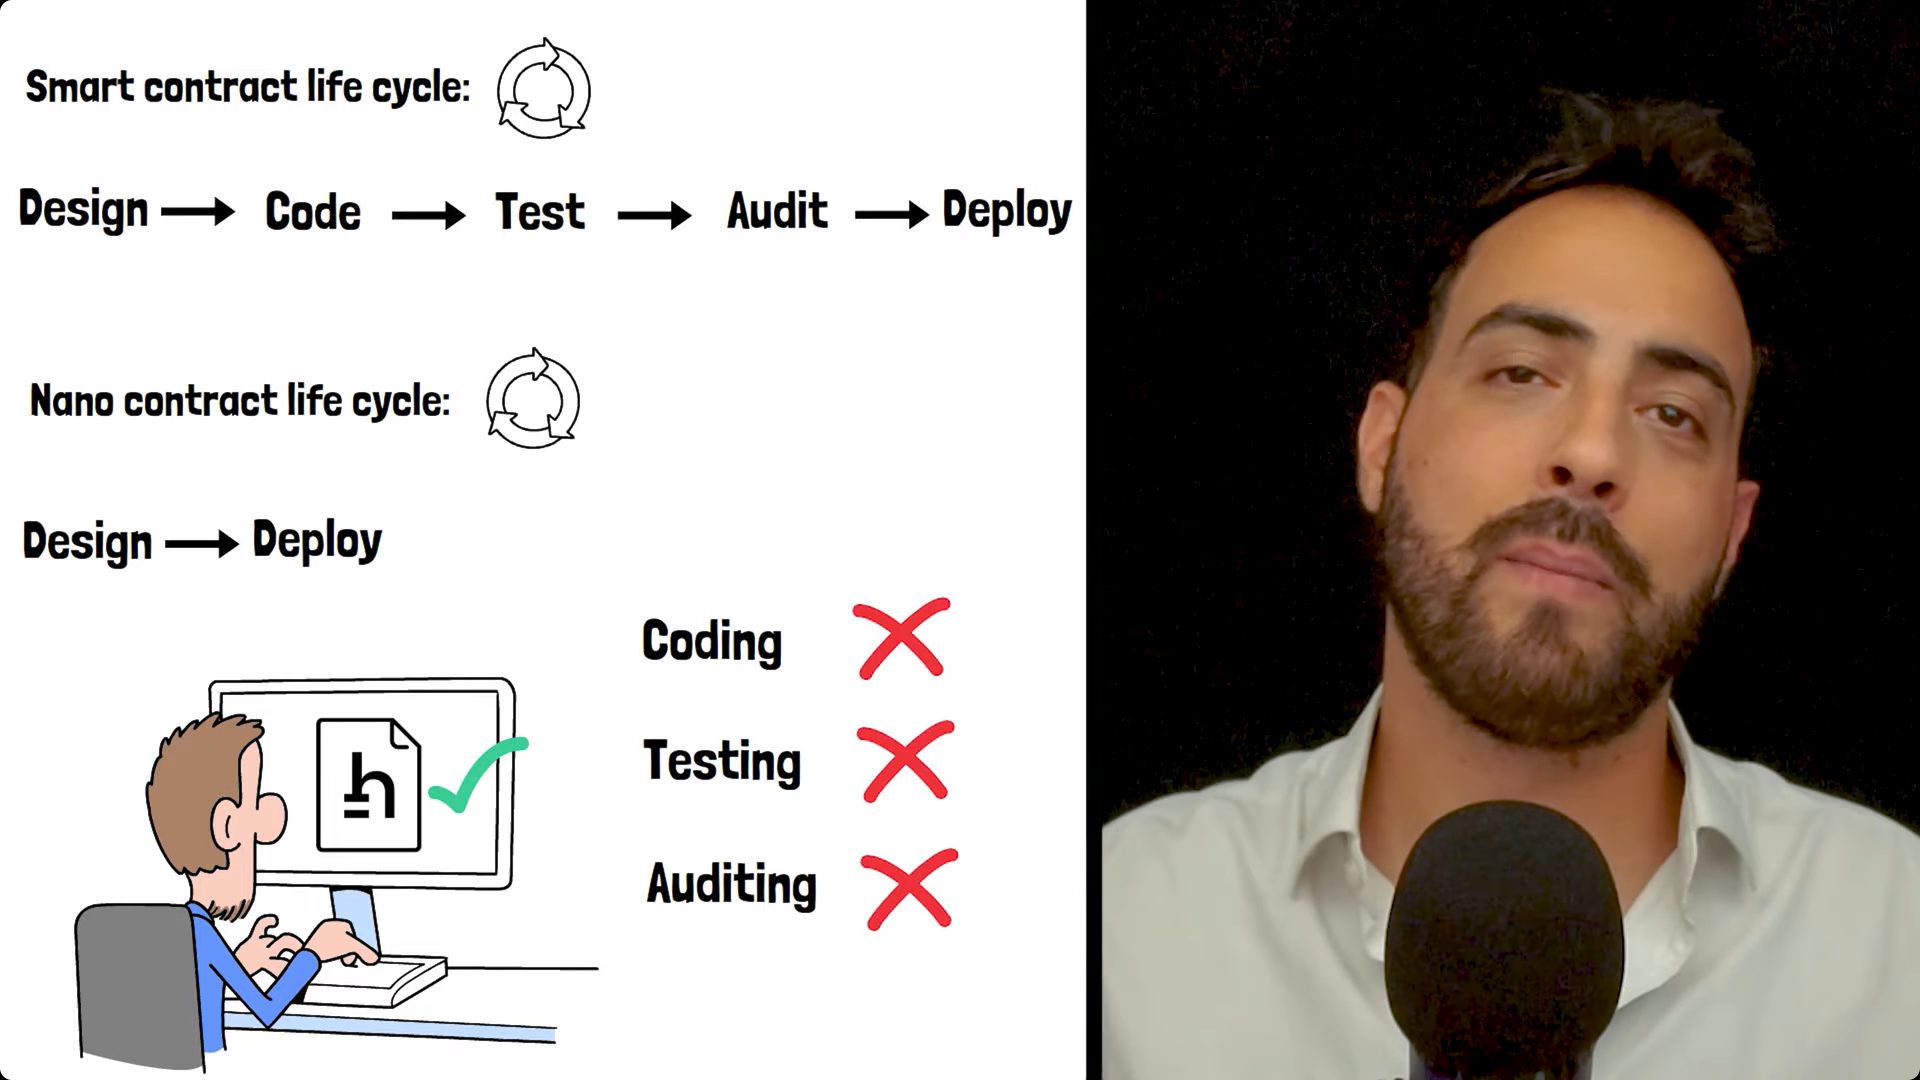 Smart contract life cycle:
Design → Code → Test → Audit → Deploy
Nano contract life cycle:
Design → Deploy
Coding
Testing
Auditing
h